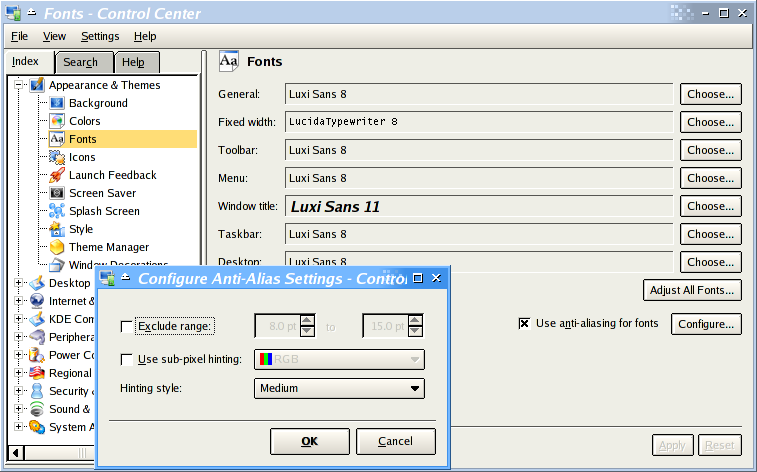 Fonts - Control Center
File View Settings Help
Index Search Help
Appearance & Themes
Background
Colors
Fonts
Icons
Launch Feedback
Screen Saver
Splash Screen
Style
Theme Manager
Window Decorations
Desktop
Internet &
KDE Com
Periphera
Power Co
Regional
Security
Sound &
System A
Fonts
General: Luxi Sans 8 Choose...
Fixed width: LucidaTypewriter 8 Choose...
Toolbar: Luxi Sans 8 Choose...
Menu: Luxi Sans 8 Choose...
Window title: Luxi Sans 11 Choose...
Taskbar: Luxi Sans 8 Choose...
Desktop: Luxi Sans 8 Choose...
Adjust All Fonts...
Use anti-aliasing for fonts Configure...
Apply Reset
Configure Anti-Alias Settings - Control
Exclude range: 8.0 pt to 15.0 pt
Use sub-pixel hinting: RGB
Hinting style: Medium
OK Cancel